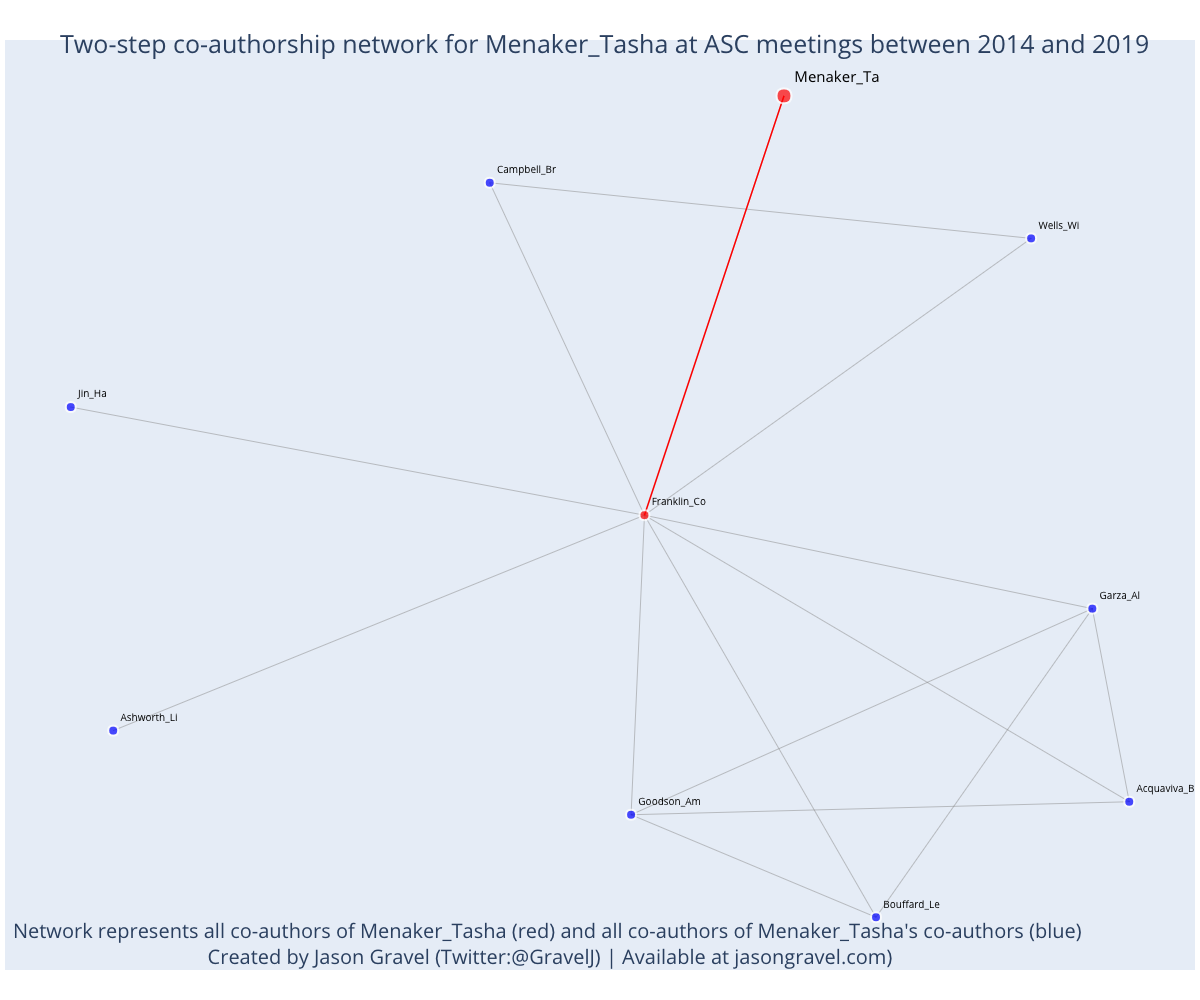 Two-step co-authorship network for Menaker_Tasha at ASC meetings between 2014 and 2019
Menaker_Ta
Campbell_Br
Wells_Wi
Jin_Ha
Franklin_Co
Garza_Al
Ashworth_Li
Acquaviva_B
Goodson_Am
Bouffard_Le
Network represents all co-authors of Menaker_Tasha (red) and all co-authors of Menaker_Tasha's co-authors (blue)
Created by Jason Gravel (Twitter:@GravelJ) | Available at jasongravel.com)